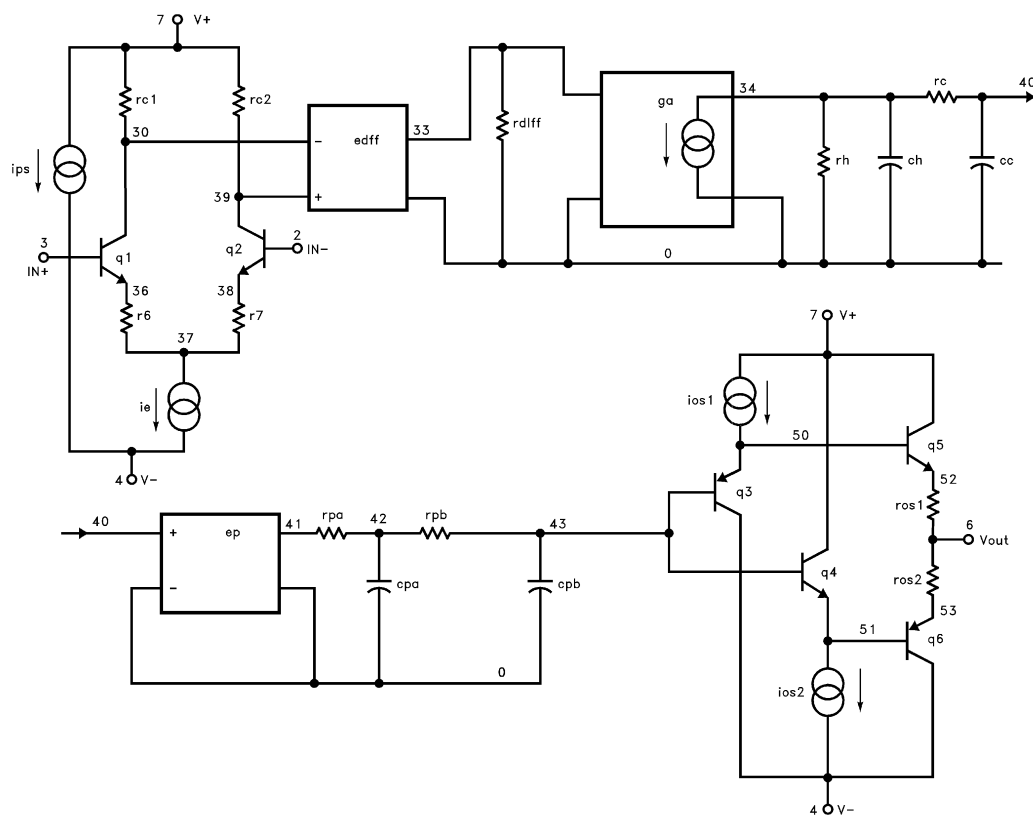 7 V+
rc1
rc2
30
33
34
40
edff
-
+
rdiff
ga
rc
rh
ch
cc
ips
39
3
IN+
q1
q2
2
IN-
36
38
r6
r7
37
0
ie
4 V-
7 V+
ios1
50
q5
q3
52
ros1
6
Vout
40
+
-
ep
41
rpa
42
rpb
43
cpa
cpb
0
q4
ros2
53
51
q6
ios2
4 V-